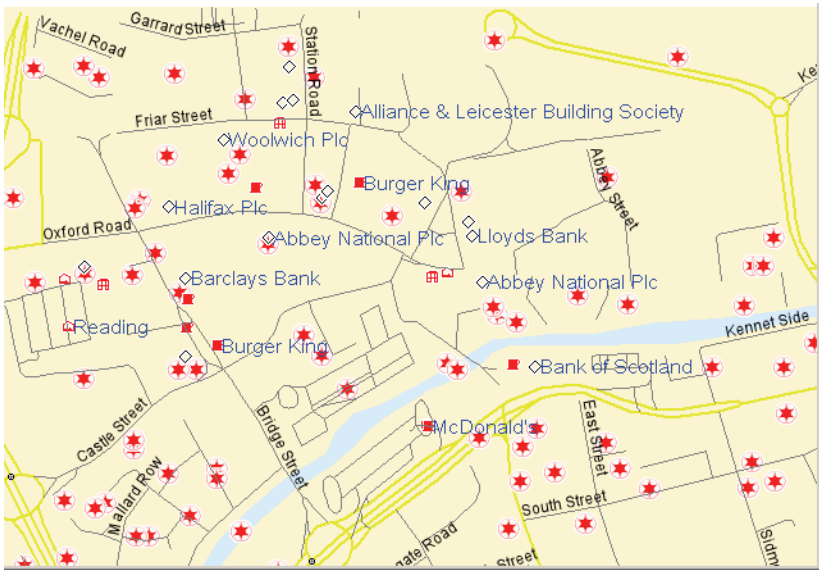 Garrard Street
Vachel Road
Station Road
Ke
Alliance & Leicester Building Society
Friar Street
Woolwich Plc
Abbey Street
Burger King
Halifax Plc
Oxford Road
Abbey National Plc
Lloyds Bank
Barclays Bank
Abbey National Plc
Reading
Kennet Side
Burger King
Bank of Scotland
Castle Street
Bridge Street
McDonald's
East Street
Mallard Row
South Street
gate Road
Street
Sidm